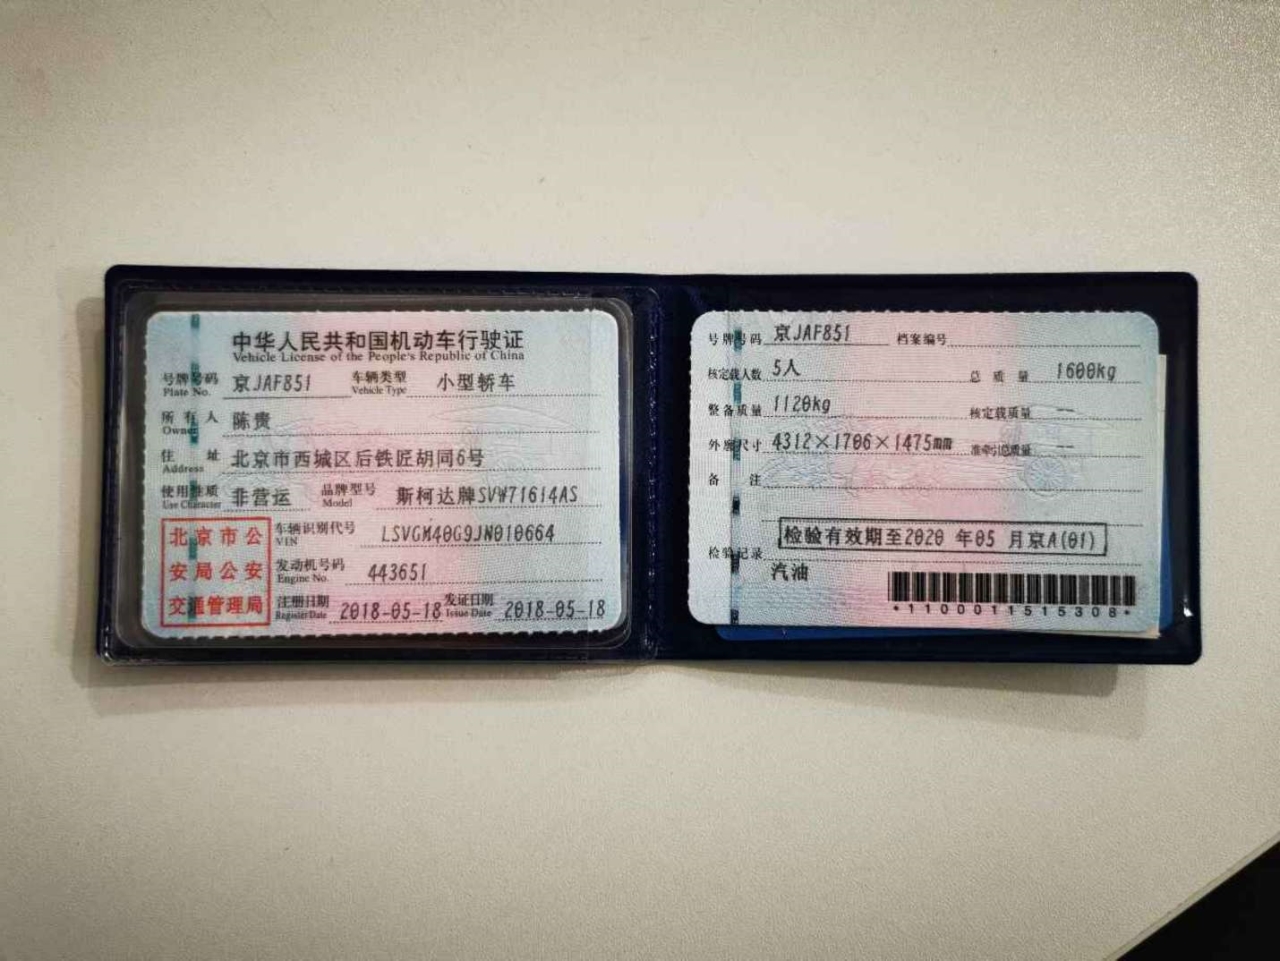 中华人民共和国机动车行驶证
Vehicle License of the People's Republic of China
号牌号码 京JAF851 车辆类型 小型轿车
Plate No. Vehicle Type
所有人 陈贵
Owner
住址 北京市西城区后铁匠胡同6号
Address
使用性质 非营运 品牌型号 斯柯达牌SVW71614AS
Use Character Model
北京市公
安局公安
交通管理局
车辆识别代号 LSVGM40G9JN010664
VIN
发动机号码 443651
Engine No.
注册日期 2018-05-18 发证日期 2018-05-18
Register Date Issue Date
号牌号码 京JAF851 档案编号
核定载人数 5人 总质量 1600kg
整备质量 1120kg 核定载质量 --
外廓尺寸 4312×1706×1475mm 准牵引总质量 --
备注
检验有效期至2020 年05 月京A(01)
检验记录
汽油
*1100011515308*